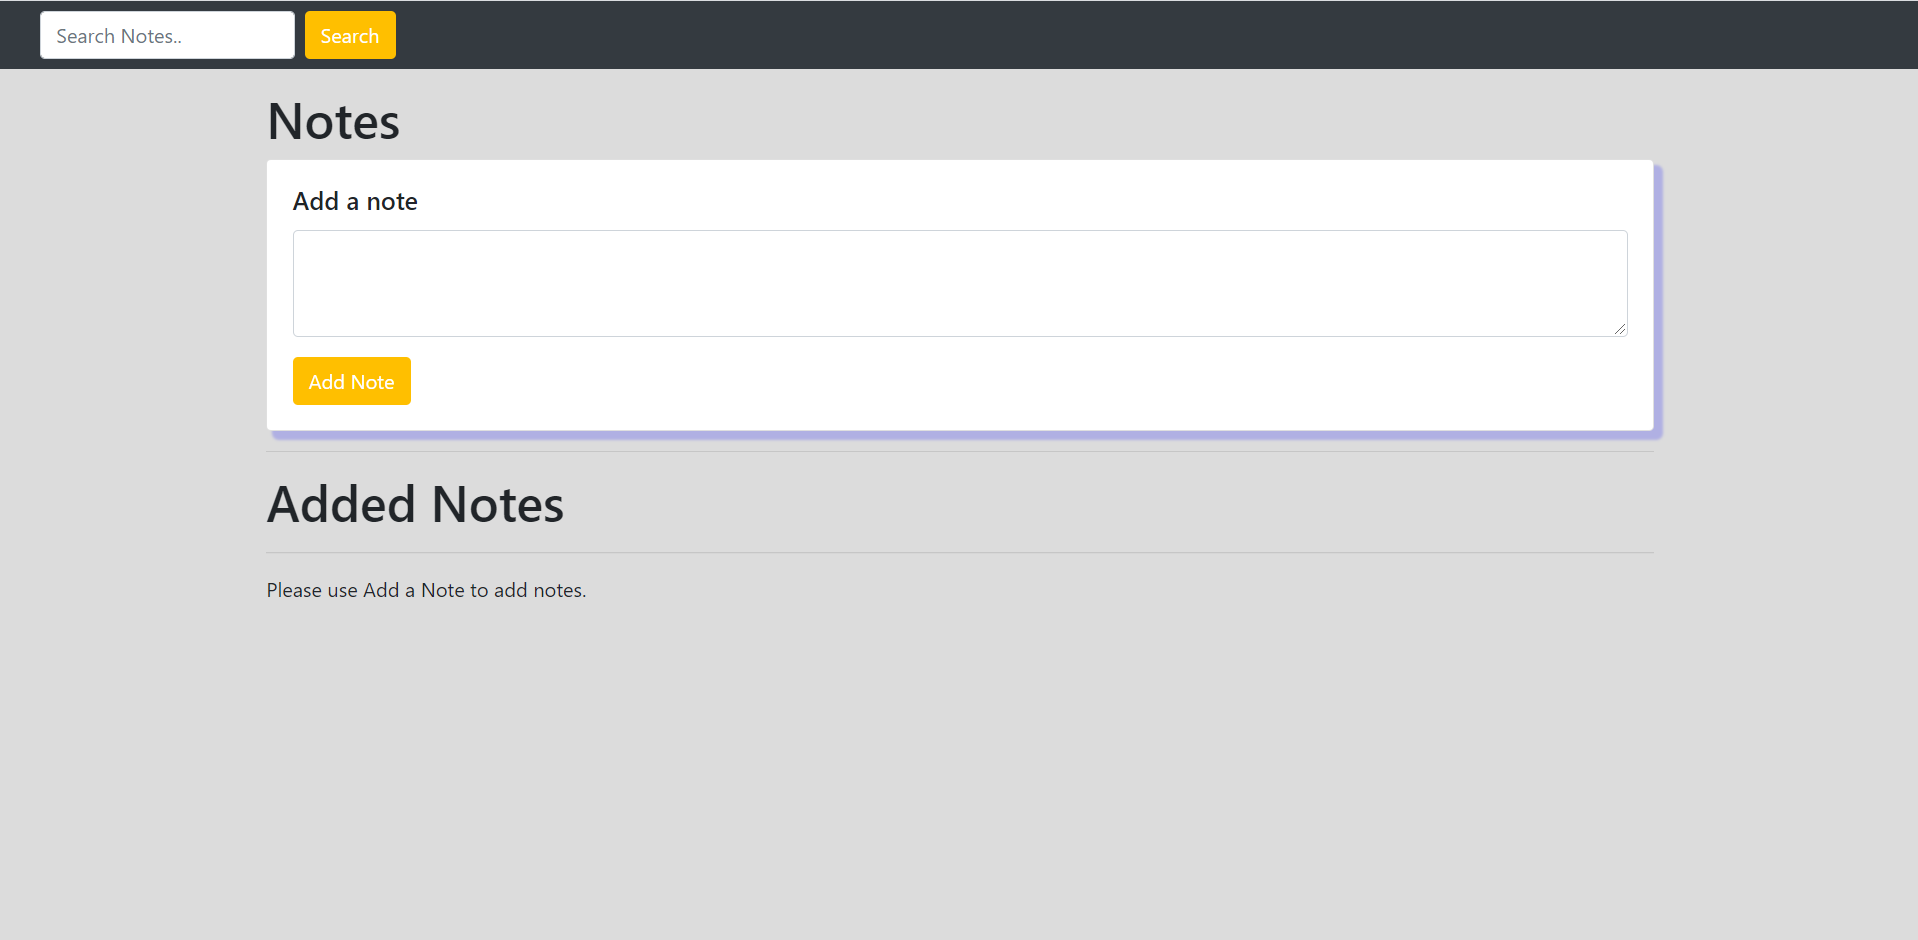 Search Notes.. Search
Notes
Add a note
Add Note
Added Notes
Please use Add a Note to add notes.